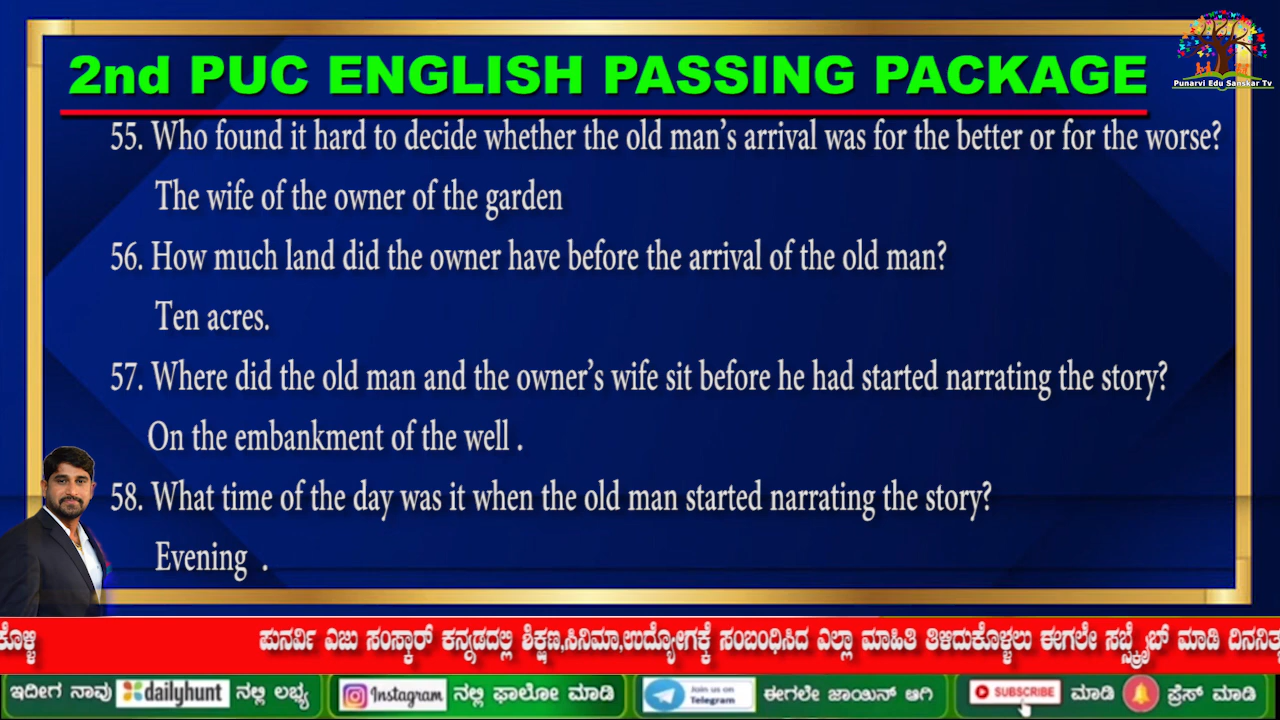 2nd PUC ENGLISH PASSING PACKAGE
Punarvi Edu Sanskar Tv
55. Who found it hard to decide whether the old man's arrival was for the better or for the worse?
The wife of the owner of the garden
56. How much land did the owner have before the arrival of the old man?
Ten acres.
57. Where did the old man and the owner's wife sit before he had started narrating the story?
On the embankment of the well .
58. What time of the day was it when the old man started narrating the story?
Evening .
ಕೊಳ್ಳಿ ಪುನರ್ವಿ ಎಜು ಸಂಸ್ಕಾರ್ ಕನ್ನಡದಲ್ಲಿ ಶಿಕ್ಷಣ,ಸಿನಿಮಾ,ಉದ್ಯೋಗಕ್ಕೆ ಸಂಬಂಧಿಸಿದ ಎಲ್ಲಾ ಮಾಹಿತಿ ತಿಳಿದುಕೊಳ್ಳಲು ಈಗಲೇ ಸಬ್ಸ್ಕ್ರೈಬ್ ಮಾಡಿ
ಇದೀಗ ನಾವು dailyhunt ನಲ್ಲಿ ಲಭ್ಯ Instagram ನಲ್ಲಿ ಫಾಲೋ ಮಾಡಿ Join us on Telegram ಈಗಲೇ ಜಾಯಿನ್ ಆಗಿ SUBSCRIBE ಮಾಡಿ ಪ್ರೆಸ್ ಮಾಡಿ